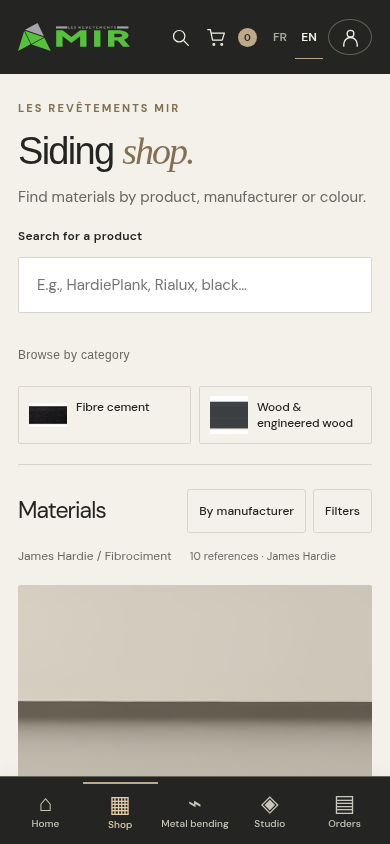 LES REVÊTEMENTS
MIR
0
FR
EN
LES REVÊTEMENTS MIR
Siding shop.
Find materials by product, manufacturer or colour.
Search for a product
E.g., HardiePlank, Rialux, black...
Browse by category
Fibre cement
Wood &
engineered wood
Materials
By manufacturer
Filters
James Hardie / Fibrociment
10 references · James Hardie
Home
Shop
Metal bending
Studio
Orders